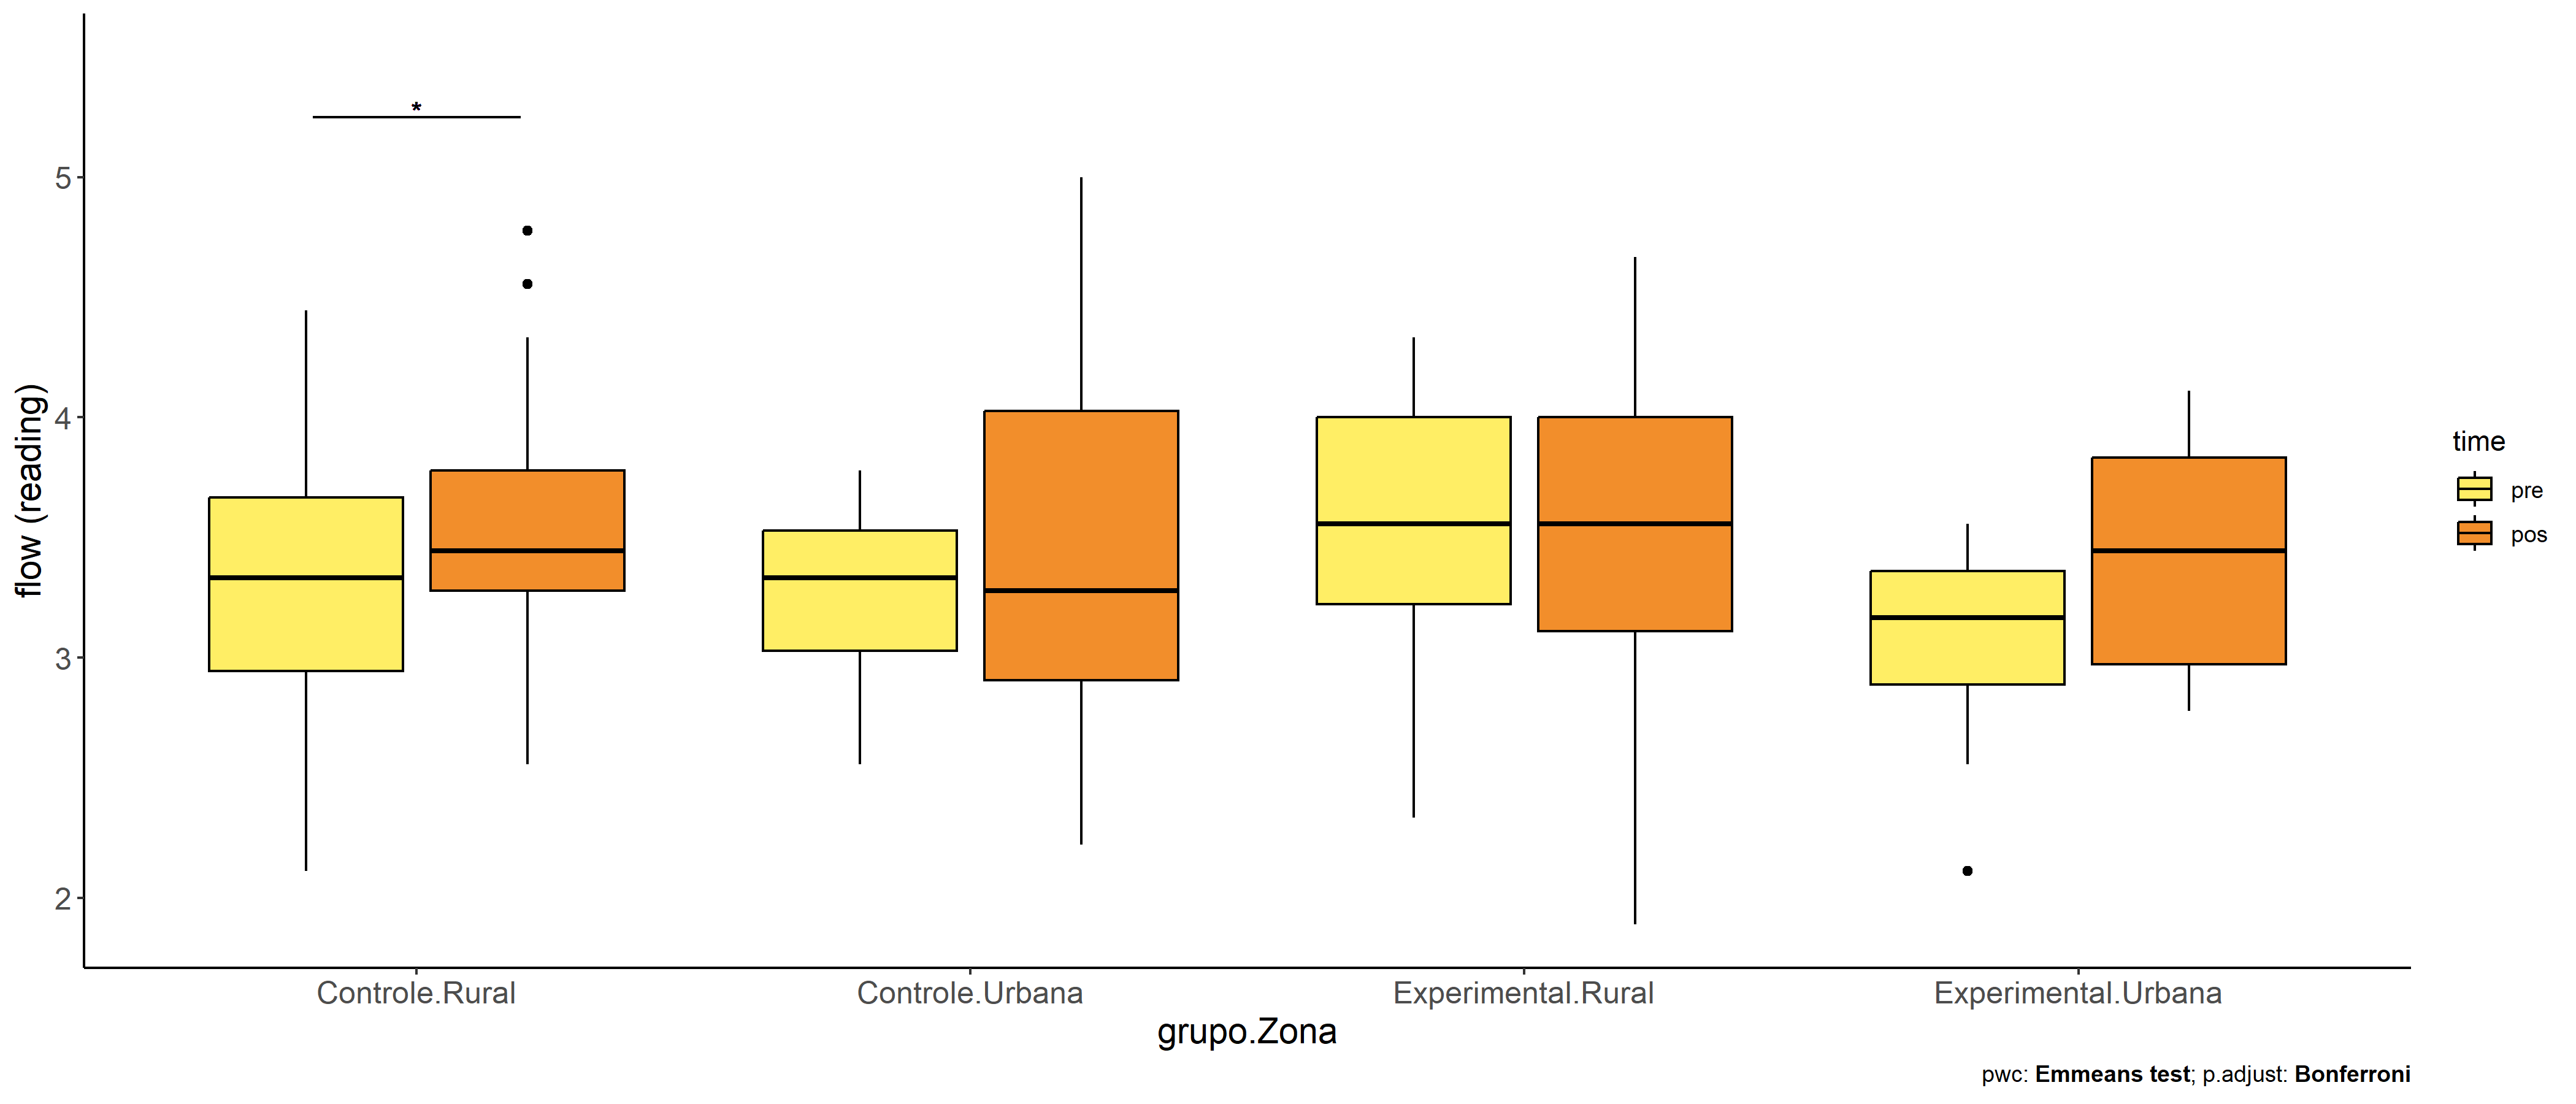 *
5
4
3
2
flow (reading)
Controle.Rural
Controle.Urbana
Experimental.Rural
Experimental.Urbana
grupo.Zona
time
pre
pos
pwc: Emmeans test; p.adjust: Bonferroni